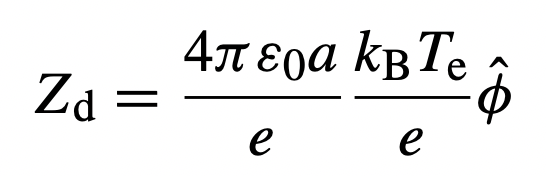 Z_d = \frac{4\pi\varepsilon_0 a}{e} \frac{k_B T_e}{e} \hat{\phi}